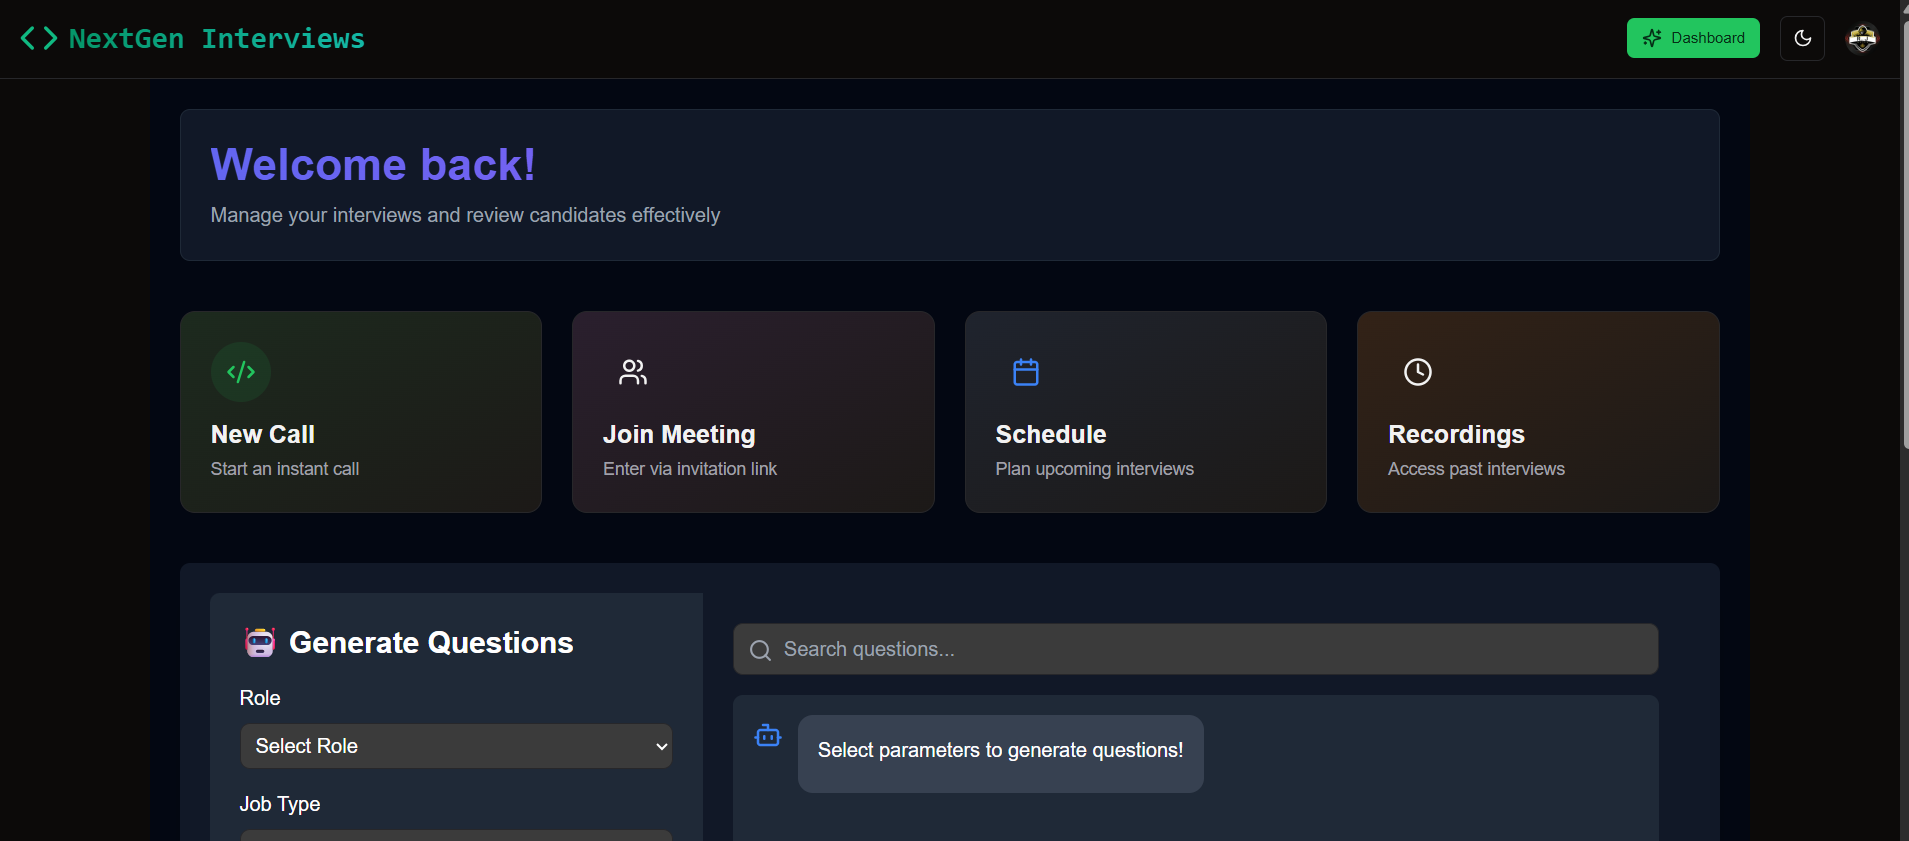 NextGen Interviews
Dashboard
Welcome back!
Manage your interviews and review candidates effectively
New Call
Start an instant call
Join Meeting
Enter via invitation link
Schedule
Plan upcoming interviews
Recordings
Access past interviews
Generate Questions
Role
Select Role
Job Type
Search questions...
Select parameters to generate questions!